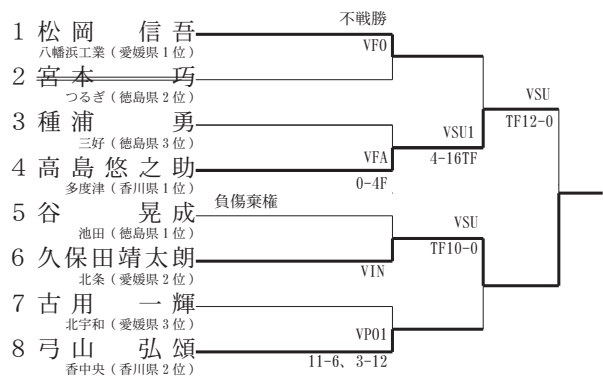 1 松岡 信吾
八幡浜工業（愛媛県1位）
不戦勝
VFO
2 宮本 巧
つるぎ（徳島県2位）
VSU
TF12-0
3 種浦 勇
三好（徳島県3位）
VSU1
4-16TF
4 高島悠之助
多度津（香川県1位）
VFA
0-4F
5 谷 晃成
池田（徳島県1位）
負傷棄権
VSU
TF10-0
6 久保田靖太朗
北条（愛媛県2位）
VIN
7 古用 一輝
北宇和（愛媛県3位）
VPO1
8 弓山 弘頌
香中央（香川県2位）
11-6、3-12